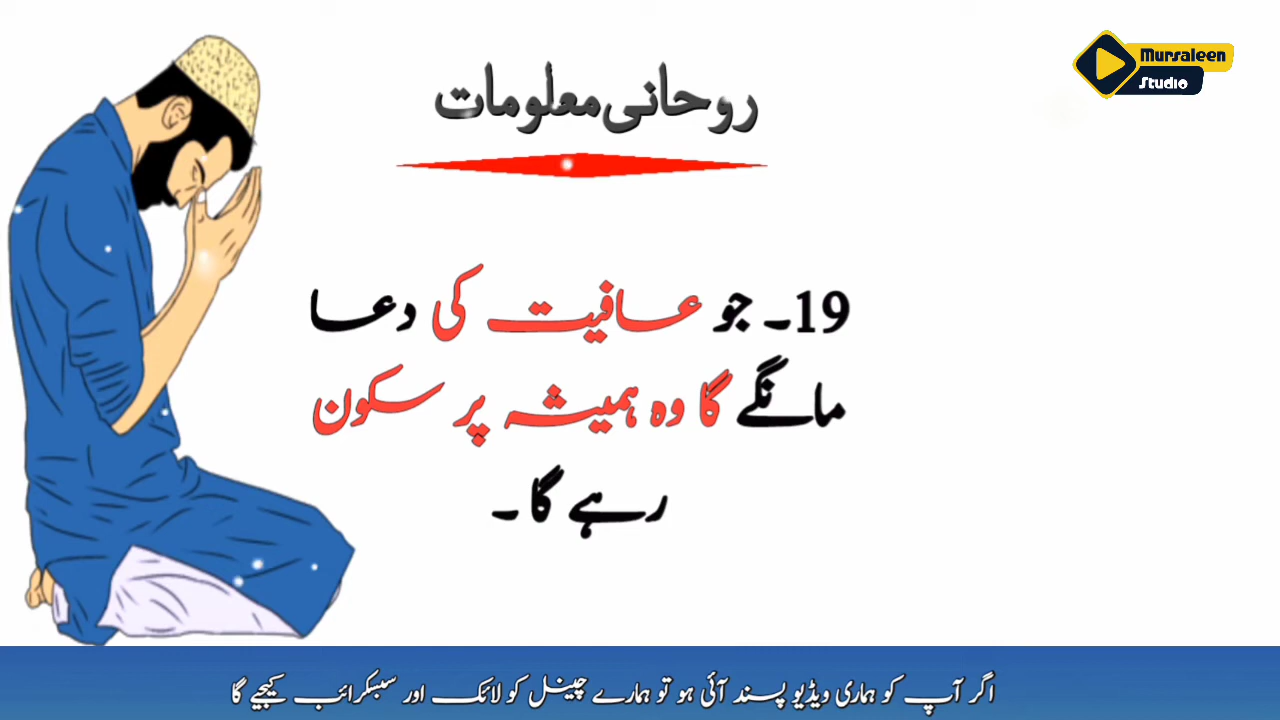 Mursaleen
Studio
روحانی معلومات
19۔ جو عافیت کی دعا
مانگے گا وہ ہمیشہ پر سکون
رہے گا ۔
اگر آپ کو ہماری ویڈیو پسند آئی ہو تو ہمارے چینل کو لائک اور سبسکرائب کیجیے گا